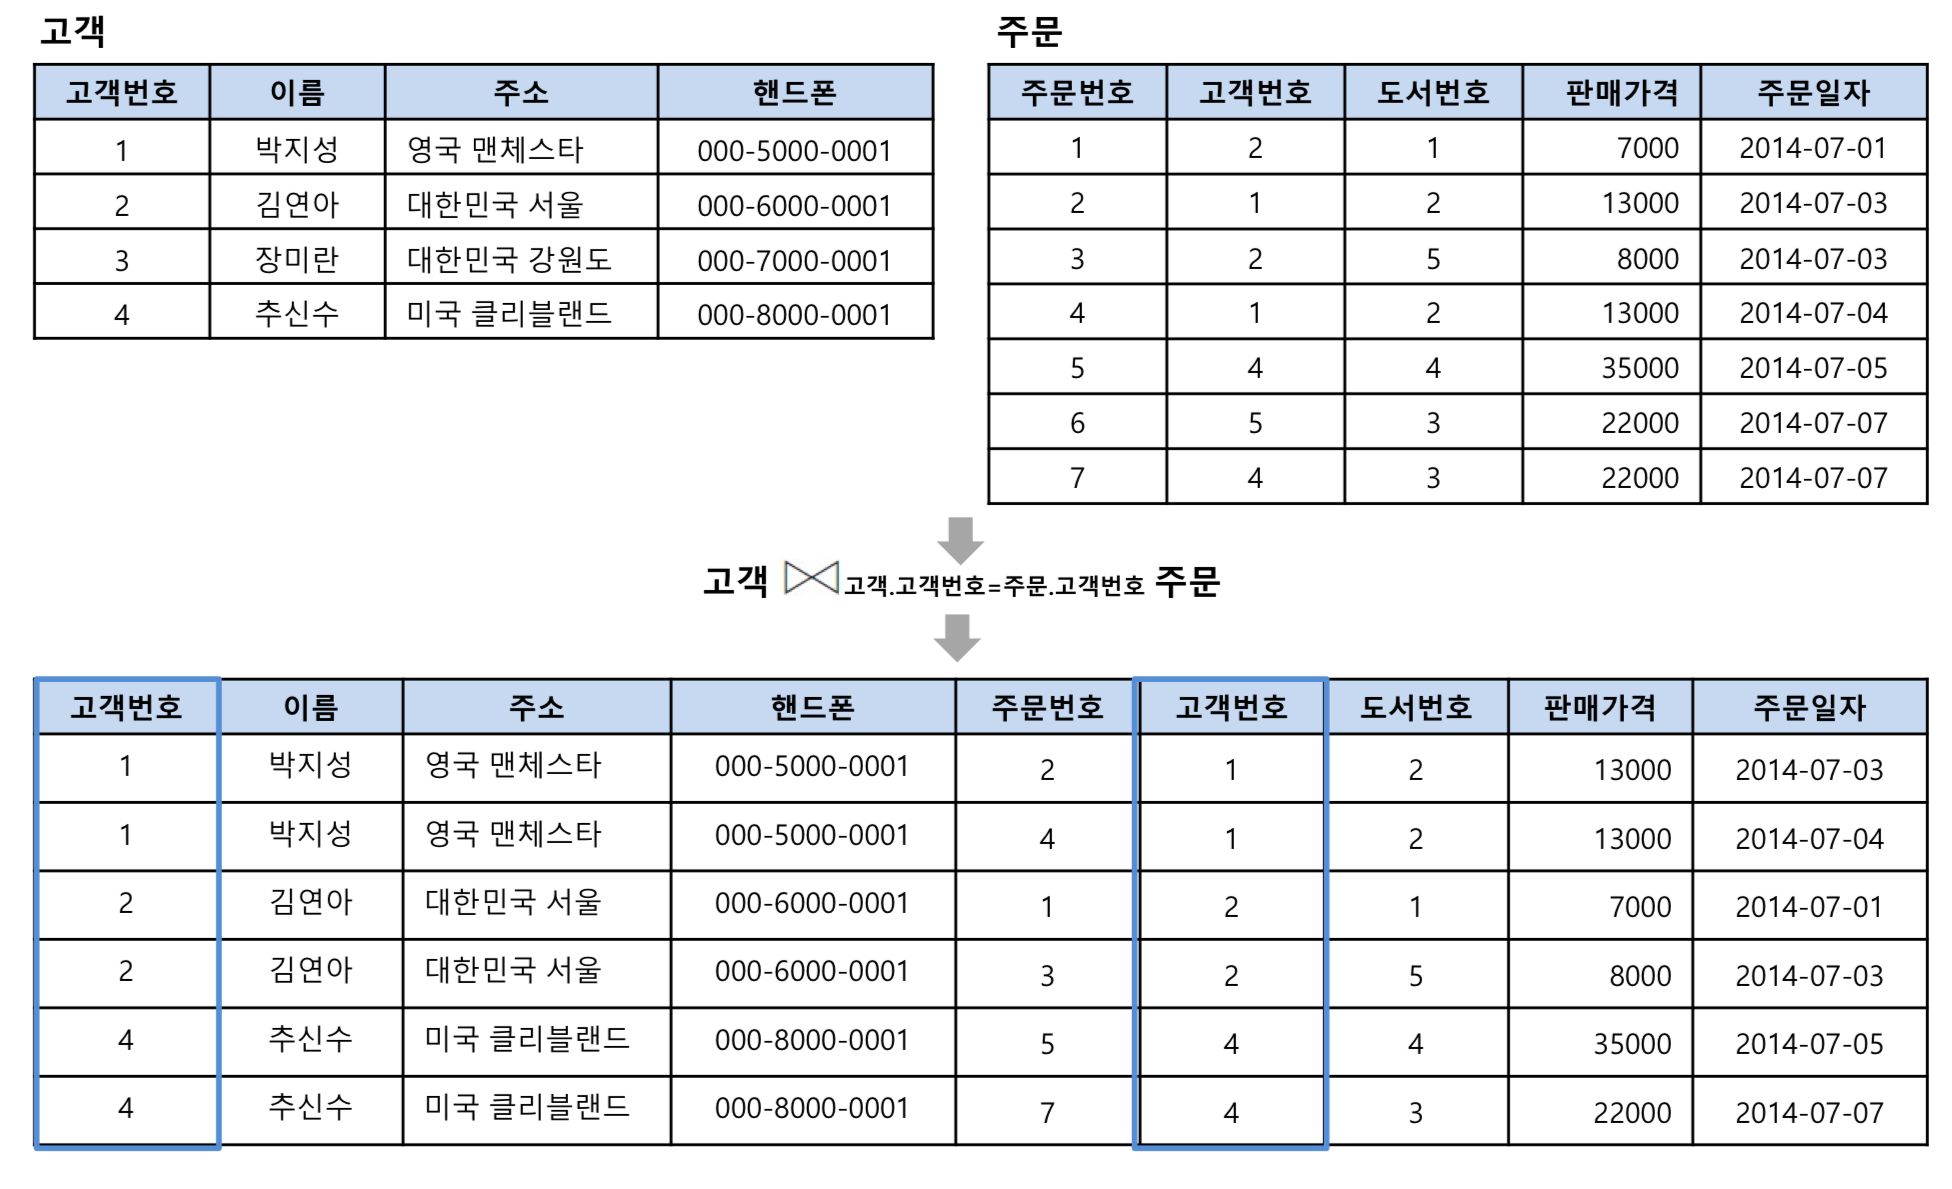 고객
고객번호 이름 주소 핸드폰
1 박지성 영국 맨체스타 000-5000-0001
2 김연아 대한민국 서울 000-6000-0001
3 장미란 대한민국 강원도 000-7000-0001
4 추신수 미국 클리블랜드 000-8000-0001
주문
주문번호 고객번호 도서번호 판매가격 주문일자
1 2 1 7000 2014-07-01
2 1 2 13000 2014-07-03
3 2 5 8000 2014-07-03
4 1 2 13000 2014-07-04
5 4 4 35000 2014-07-05
6 5 3 22000 2014-07-07
7 4 3 22000 2014-07-07
고객 ⋈ 고객.고객번호=주문.고객번호 주문
고객번호 이름 주소 핸드폰 주문번호 고객번호 도서번호 판매가격 주문일자
1 박지성 영국 맨체스타 000-5000-0001 2 1 2 13000 2014-07-03
1 박지성 영국 맨체스타 000-5000-0001 4 1 2 13000 2014-07-04
2 김연아 대한민국 서울 000-6000-0001 1 2 1 7000 2014-07-01
2 김연아 대한민국 서울 000-6000-0001 3 2 5 8000 2014-07-03
4 추신수 미국 클리블랜드 000-8000-0001 5 4 4 35000 2014-07-05
4 추신수 미국 클리블랜드 000-8000-0001 7 4 3 22000 2014-07-07